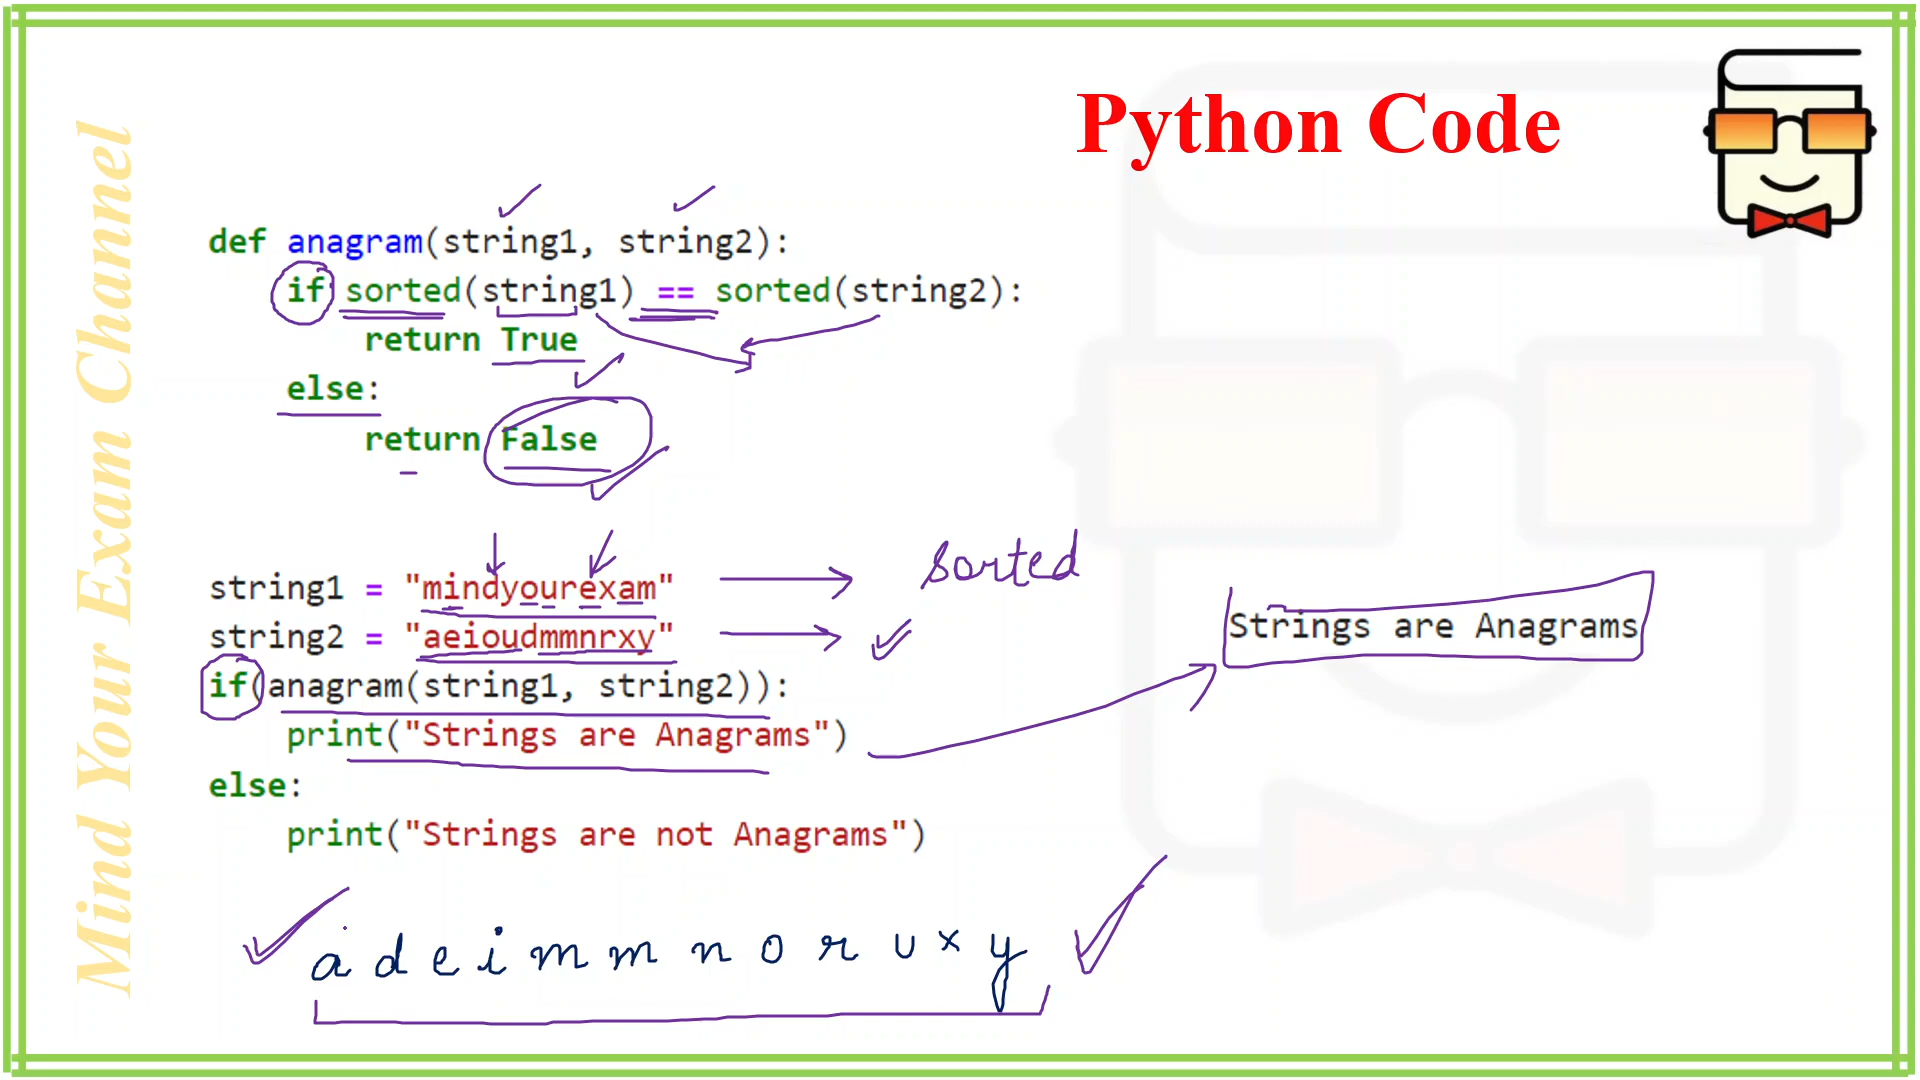 Python Code
Mind Your Exam Channel
def anagram(string1, string2):
    if sorted(string1) == sorted(string2):
        return True
    else:
        return False
string1 = "mindyourexam"
string2 = "aeioudmmnrxy"
if(anagram(string1, string2)):
    print("Strings are Anagrams")
else:
    print("Strings are not Anagrams")
sorted
Strings are Anagrams
a d e i m m n o r u x y